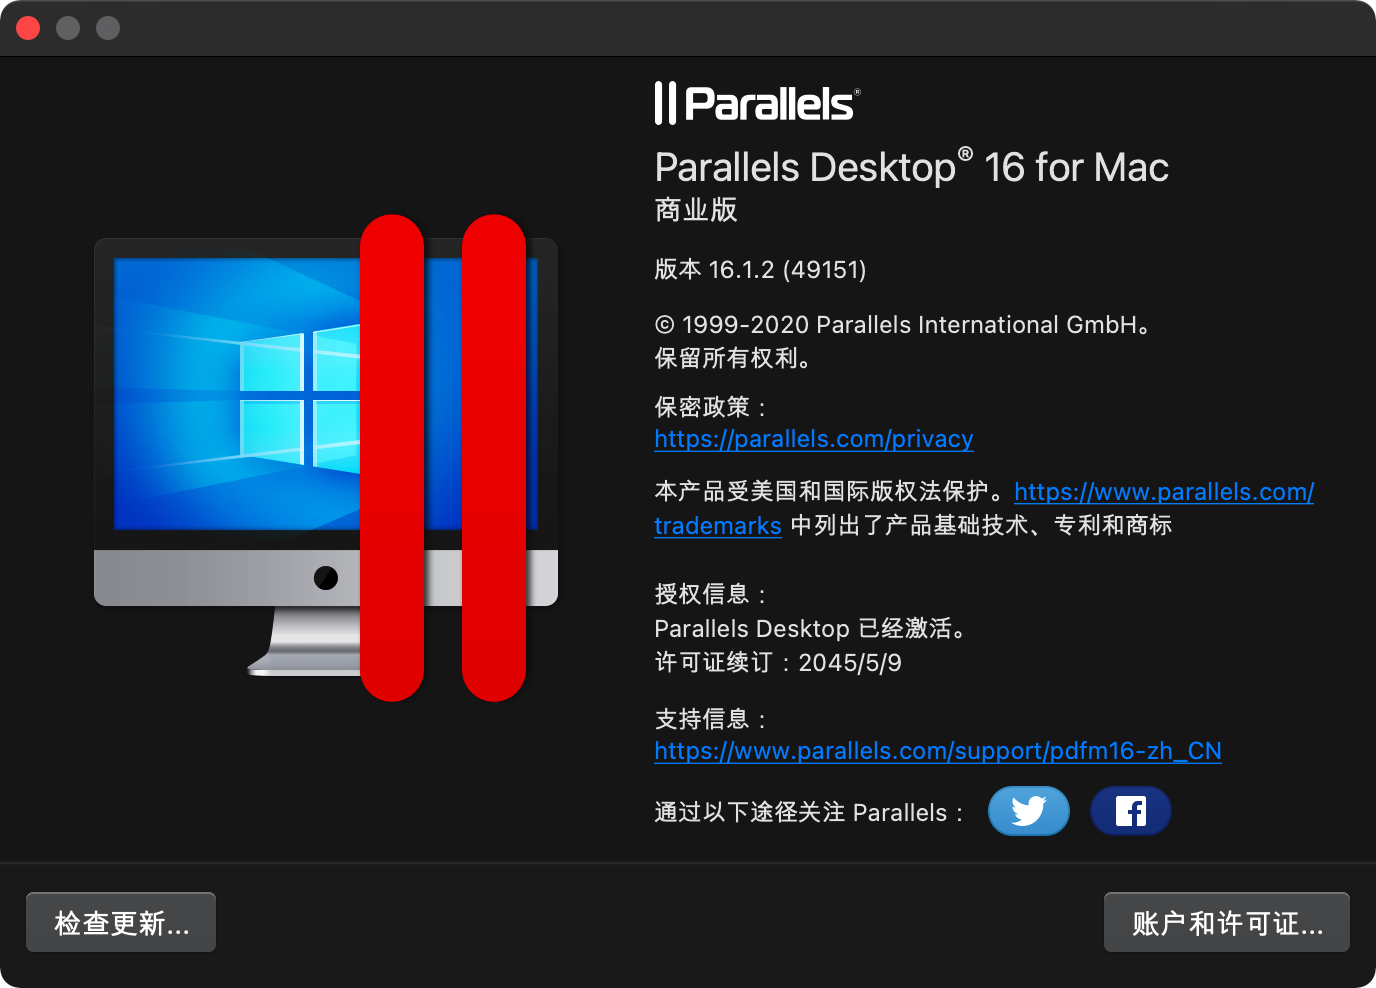 Parallels®
Parallels Desktop® 16 for Mac
商业版
版本 16.1.2 (49151)
© 1999-2020 Parallels International GmbH。
保留所有权利。
保密政策：
https://parallels.com/privacy
本产品受美国和国际版权法保护。https://www.parallels.com/
trademarks 中列出了产品基础技术、专利和商标
授权信息：
Parallels Desktop 已经激活。
许可证续订：2045/5/9
支持信息：
https://www.parallels.com/support/pdfm16-zh_CN
通过以下途径关注 Parallels：
检查更新...
账户和许可证...